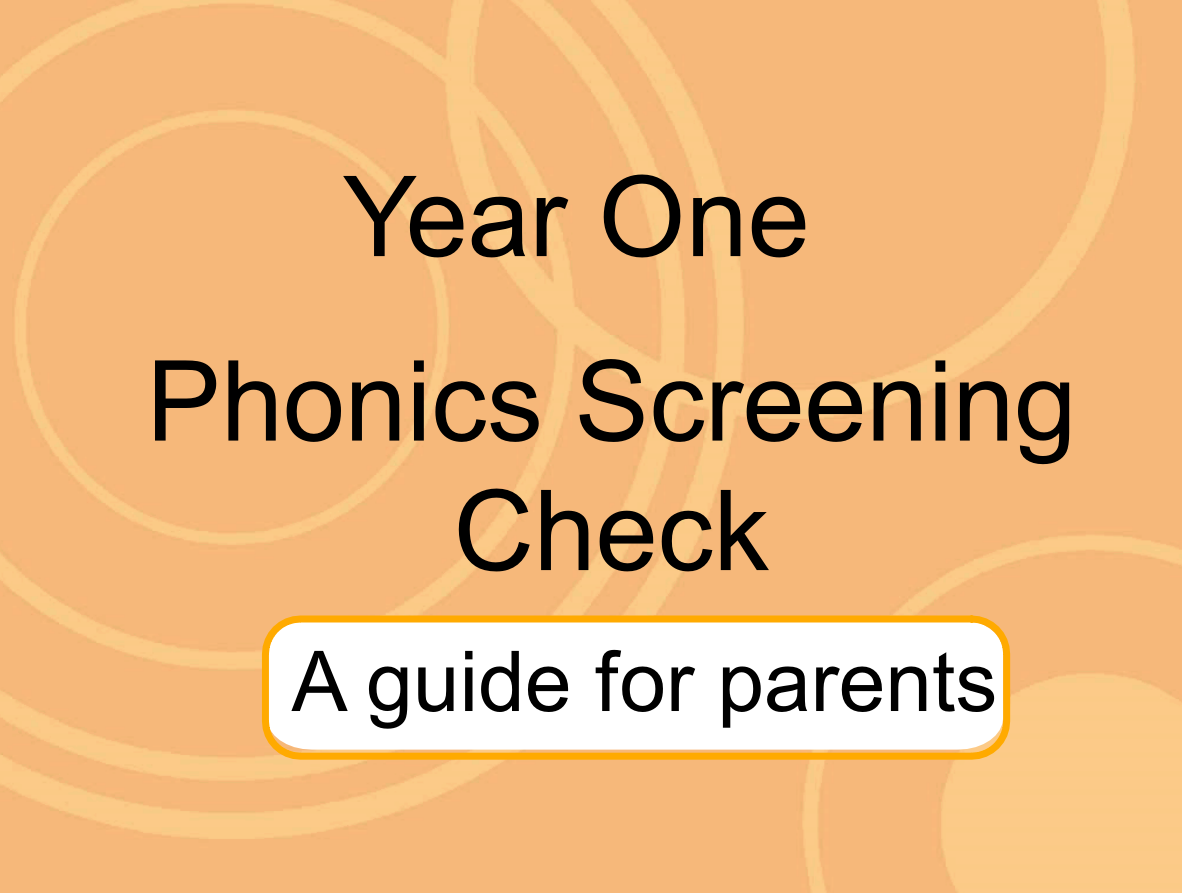 Year One
Phonics Screening
Check
A guide for parents